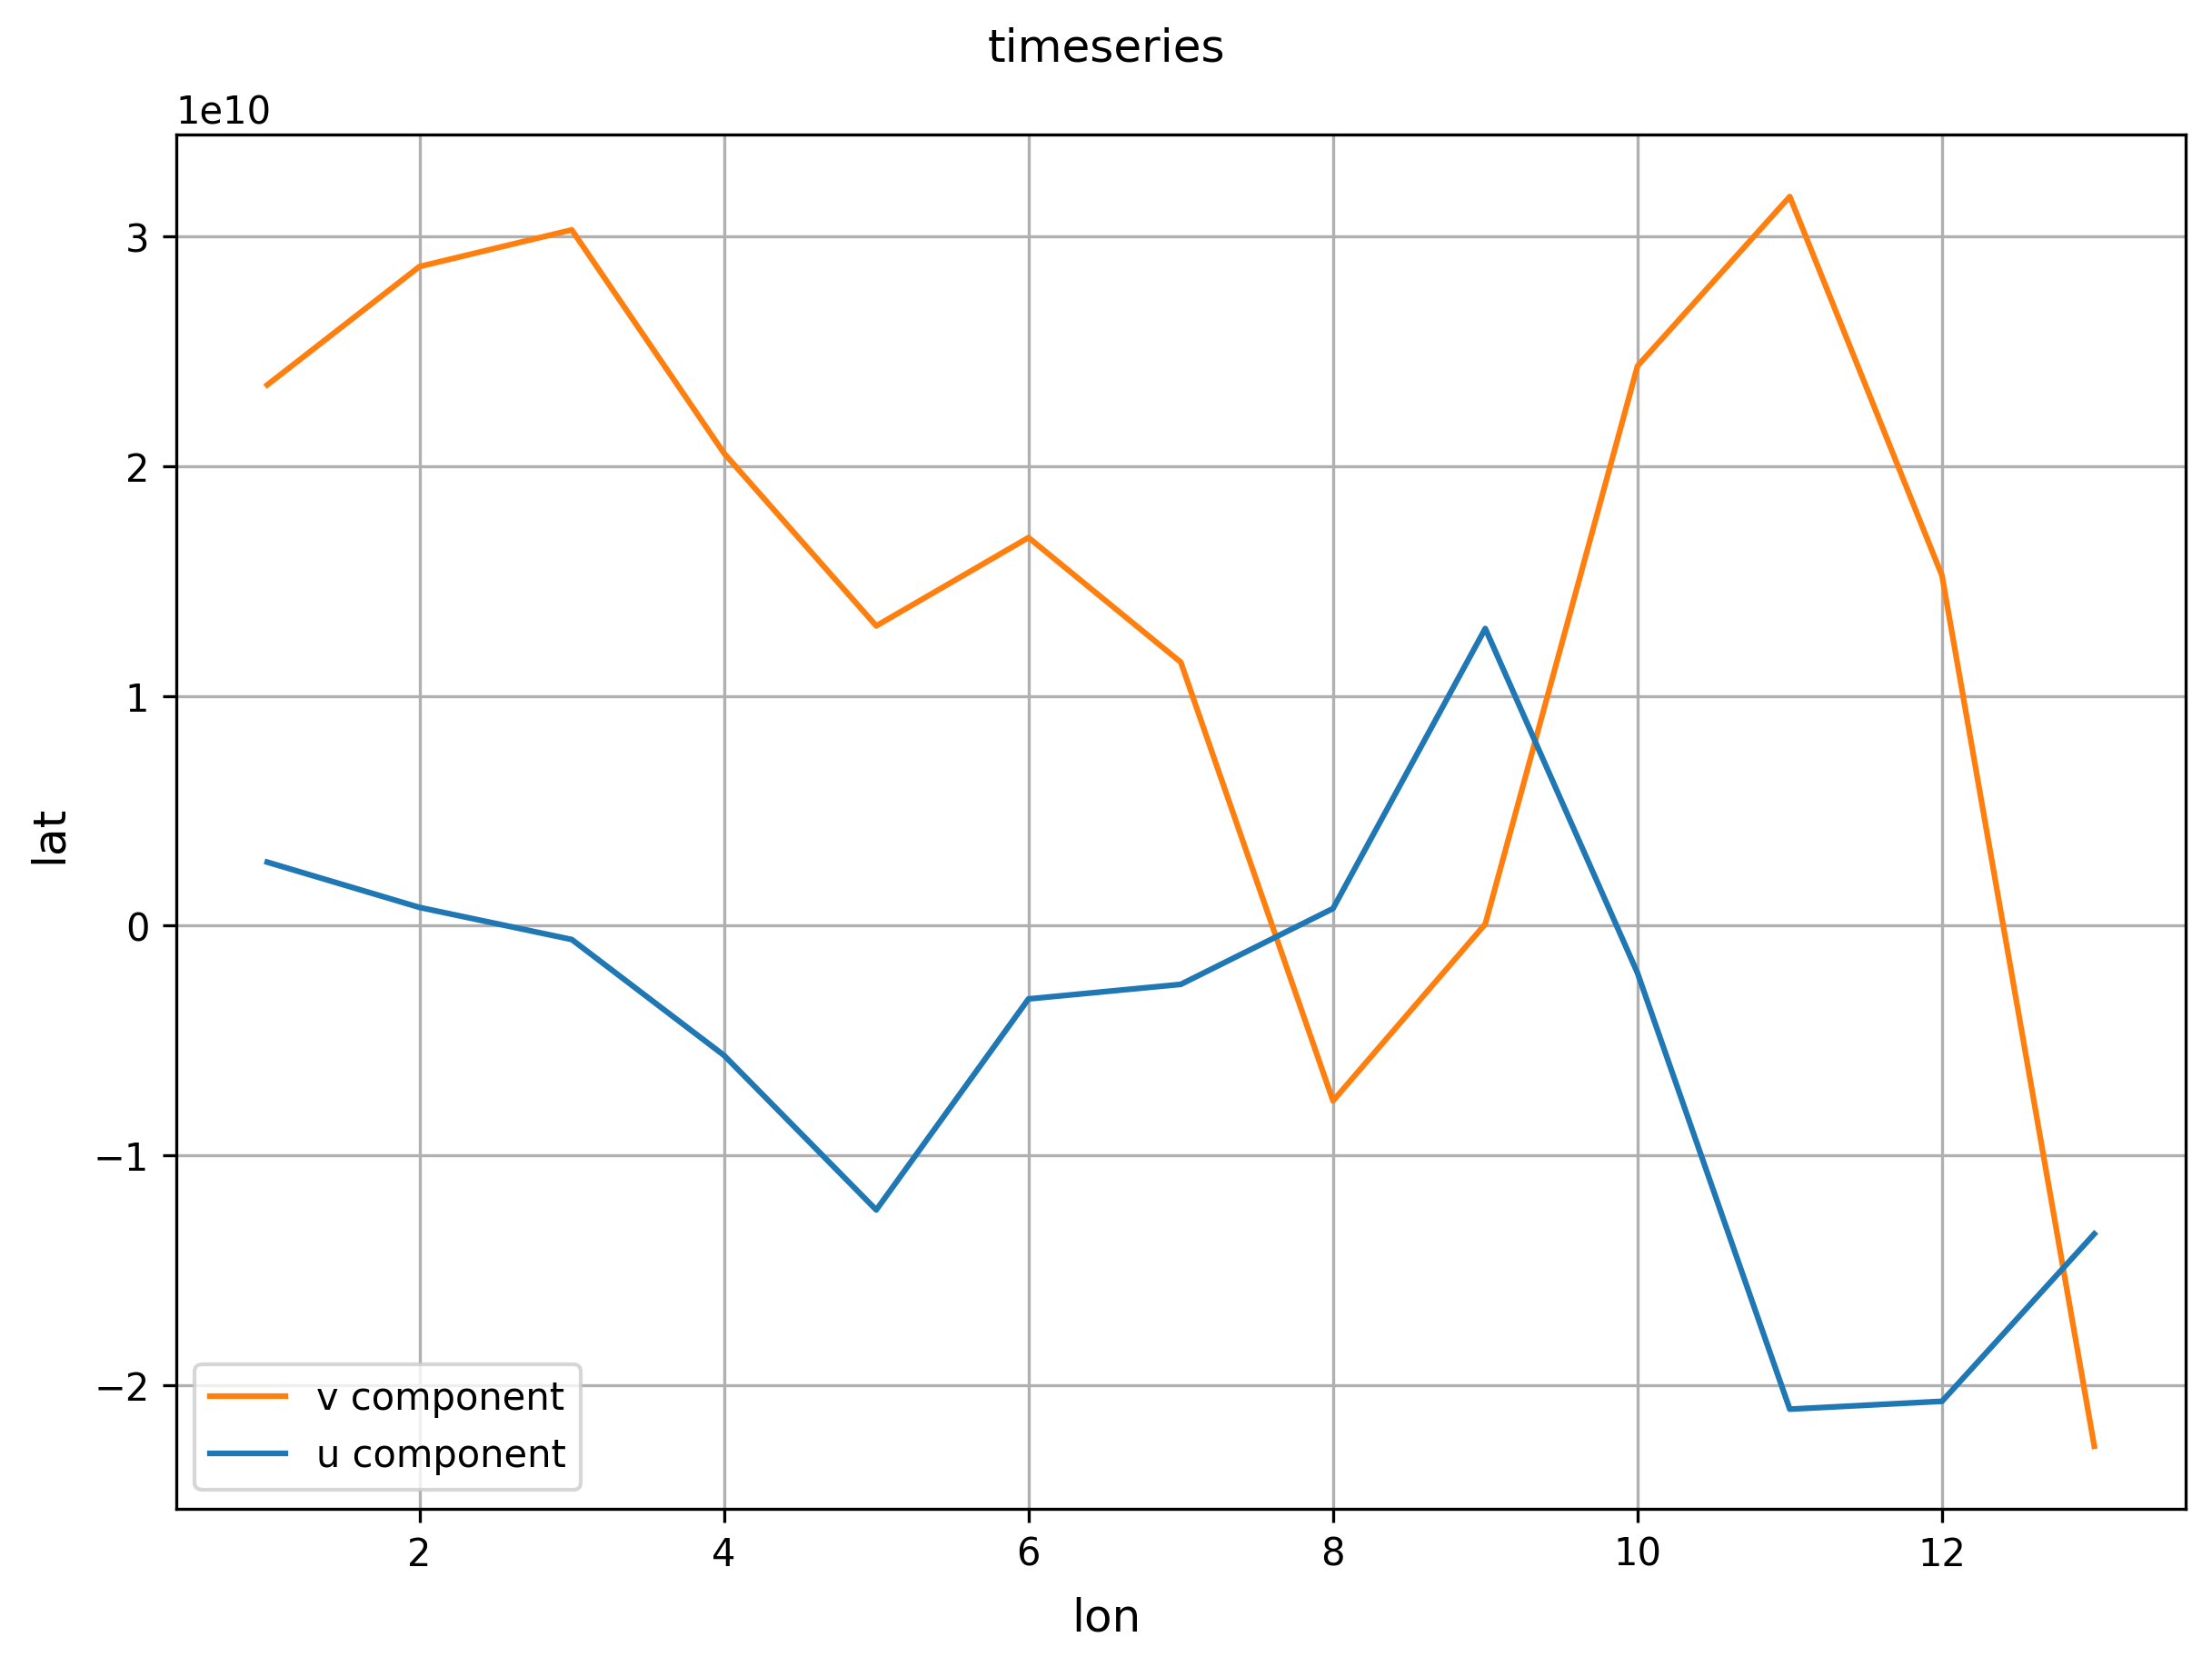 timeseries
1e10
3
2
1
0
−1
−2
lat
v component
u component
2 4 6 8 10 12
lon